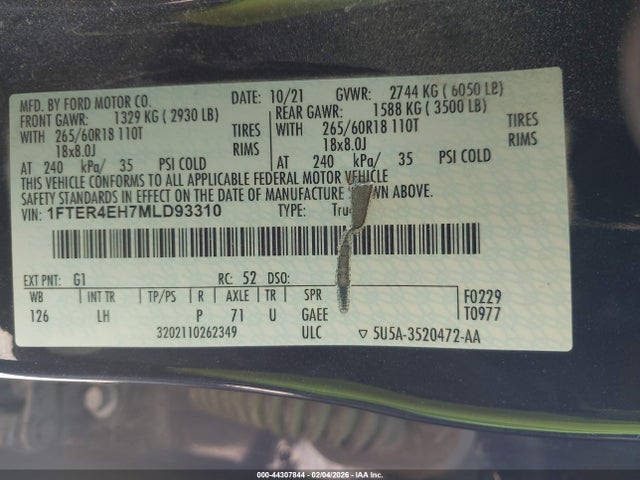 MFD. BY FORD MOTOR CO. DATE: 10/21 GVWR: 2744 KG ( 6050 LB)
FRONT GAWR: 1329 KG ( 2930 LB) REAR GAWR: 1588 KG ( 3500 LB)
WITH 265/60R18 110T TIRES WITH 265/60R18 110T TIRES
18x8.0J RIMS 18x8.0J RIMS
AT 240 kPa/ 35 PSI COLD AT 240 kPa/ 35 PSI COLD
THIS VEHICLE CONFORMS TO ALL APPLICABLE FEDERAL MOTOR VEHICLE
SAFETY STANDARDS IN EFFECT ON THE DATE OF MANUFACTURE WN ABOVE.
VIN: 1FTER4EH7MLD93310 TYPE: Tru
EXT PNT: G1 RC: 52 DSO:
WB INT TR TP/PS R AXLE TR SPR F0229
126 LH P 71 U GAEE T0977
3202110262349 ULC ▽ 5U5A-3520472-AA
000-44307844 - 02/04/2026 - IAA Inc.